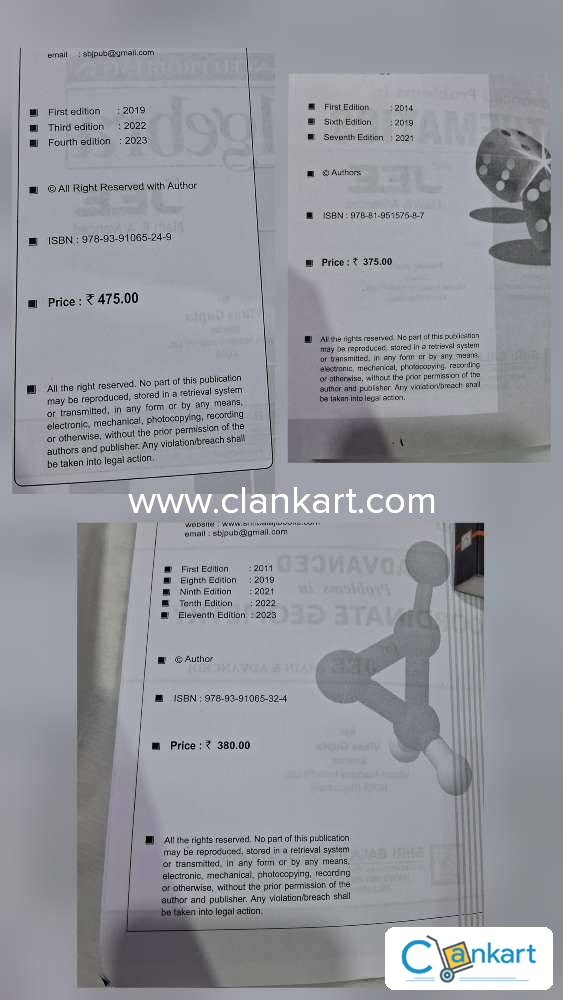 email : sbjpub@gmail.com
First edition : 2019
Third edition : 2022
Fourth edition : 2023
© All Right Reserved with Author
ISBN : 978-93-91065-24-9
Price : ₹ 475.00
All the right reserved. No part of this publication
may be reproduced, stored in a retrieval system
or transmitted, in any form or by any means,
electronic, mechanical, photocopying, recording
or otherwise, without the prior permission of the
authors and publisher. Any violation/breach shall
be taken into legal action.
First Edition : 2014
Sixth Edition : 2019
Seventh Edition : 2021
© Authors
ISBN : 978-81-951575-8-7
Price : ₹ 375.00
All the rights reserved. No part of this publication
may be reproduced, stored in a retrieval system
or transmitted, in any form or by any means,
electronic, mechanical, photocopying, recording
or otherwise, without the prior permission of the
author and publisher. Any violation/breach shall
be taken into legal action.
www.clankart.com
website : www.shribalajibooks.com
email : sbjpub@gmail.com
First Edition : 2011
Eighth Edition : 2019
Ninth Edition : 2021
Tenth Edition : 2022
Eleventh Edition : 2023
© Author
ISBN : 978-93-91065-32-4
Price : ₹ 380.00
All the rights reserved. No part of this publication
may be reproduced, stored in a retrieval system
or transmitted, in any form or by any means,
electronic, mechanical, photocopying, recording
or otherwise, without the prior permission of the
author and publisher. Any violation/breach shall
be taken into legal action.
Clankart